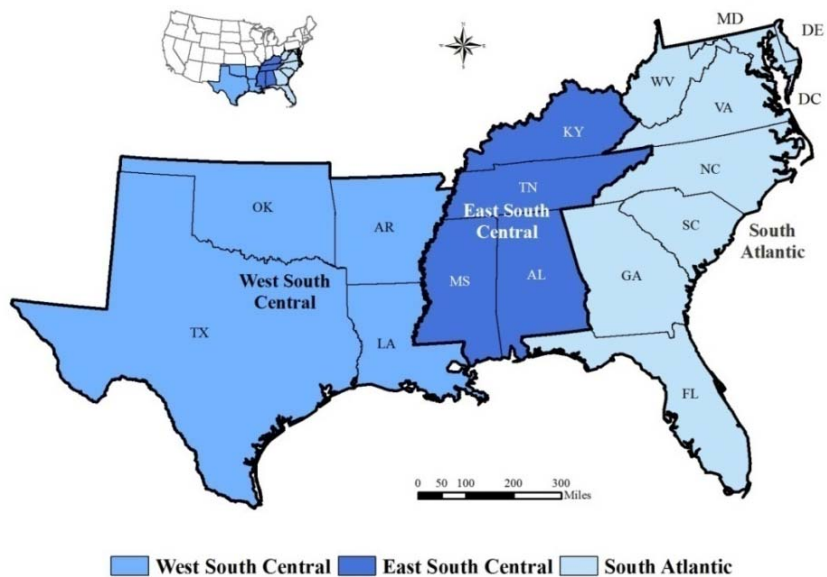 MD
DE
WV
DC
VA
KY
NC
TN
OK
AR
East South
Central
SC
South
Atlantic
West South
Central
MS
AL
GA
TX
LA
FL
0 50 100 200 300
Miles
West South Central East South Central South Atlantic